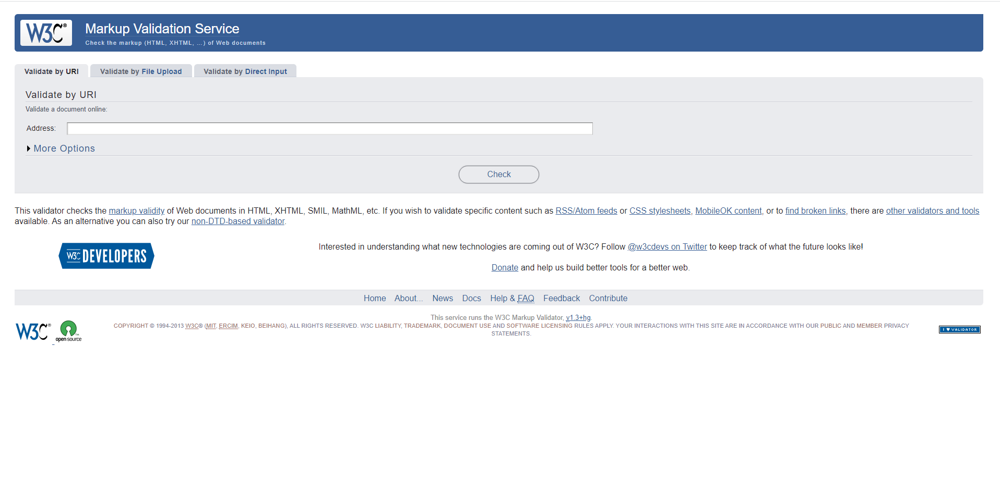 W3C®
Markup Validation Service
Check the markup (HTML, XHTML, …) of Web documents
Validate by URI
Validate by File Upload
Validate by Direct Input
Validate by URI
Validate a document online:
Address:
More Options
Check
This validator checks the markup validity of Web documents in HTML, XHTML, SMIL, MathML, etc. If you wish to validate specific content such as RSS/Atom feeds or CSS stylesheets, MobileOK content, or to find broken links, there are other validators and tools
available. As an alternative you can also try our non-DTD-based validator.
W3C DEVELOPERS
Interested in understanding what new technologies are coming out of W3C? Follow @w3cdevs on Twitter to keep track of what the future looks like!
Donate and help us build better tools for a better web.
Home About... News Docs Help & FAQ Feedback Contribute
W3C®
open source™
This service runs the W3C Markup Validator, v1.3+hg.
COPYRIGHT © 1994-2013 W3C® (MIT, ERCIM, KEIO, BEIHANG), ALL RIGHTS RESERVED. W3C LIABILITY, TRADEMARK, DOCUMENT USE AND SOFTWARE LICENSING RULES APPLY. YOUR INTERACTIONS WITH THIS SITE ARE IN ACCORDANCE WITH OUR PUBLIC AND MEMBER PRIVACY
STATEMENTS.
I ♥ VALIDATOR